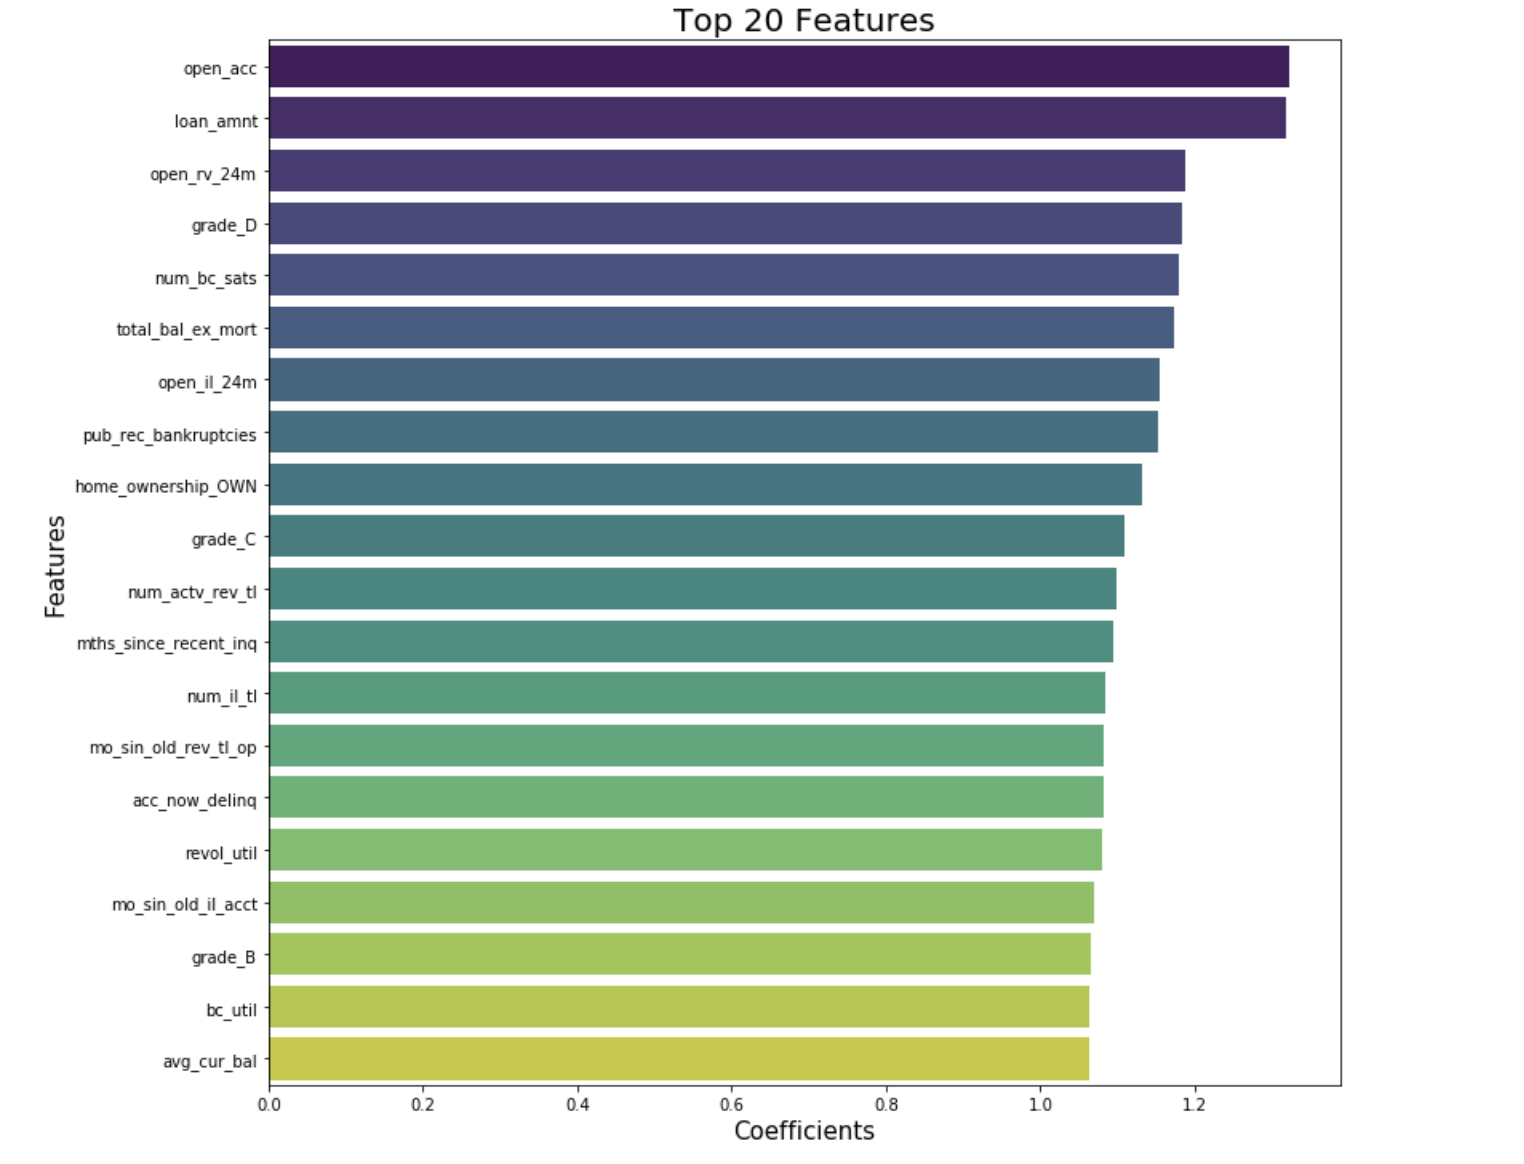 Top 20 Features
open_acc
loan_amnt
open_rv_24m
grade_D
num_bc_sats
total_bal_ex_mort
open_il_24m
pub_rec_bankruptcies
home_ownership_OWN
grade_C
num_actv_rev_tl
mths_since_recent_inq
num_il_tl
mo_sin_old_rev_tl_op
acc_now_delinq
revol_util
mo_sin_old_il_acct
grade_B
bc_util
avg_cur_bal
Features
0.0 0.2 0.4 0.6 0.8 1.0 1.2
Coefficients